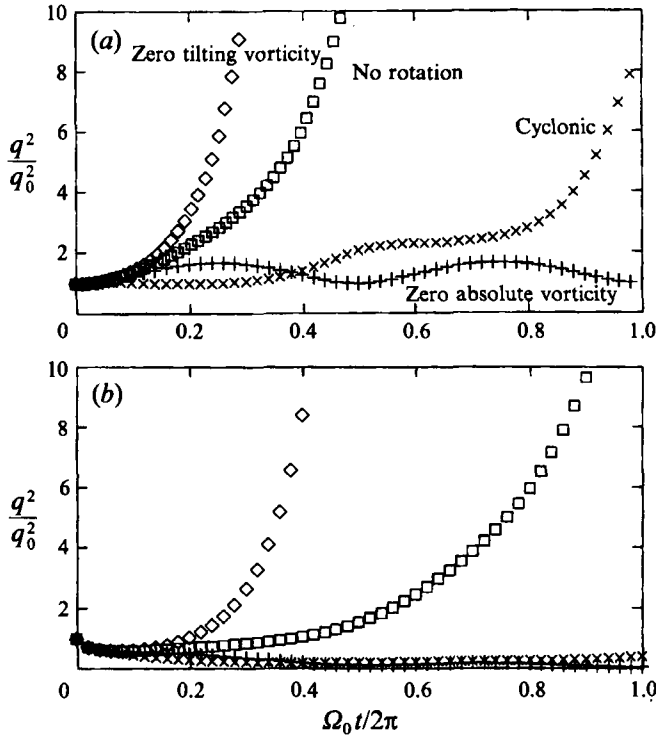 10
(a)
Zero tilting vorticity
8
No rotation
6
Cyclonic
q²
q₀²
4
2
Zero absolute vorticity
0 0.2 0.4 0.6 0.8 1.0
10
(b)
8
6
q²
q₀²
4
2
0 0.2 0.4 0.6 0.8 1.0
Ω₀t/2π